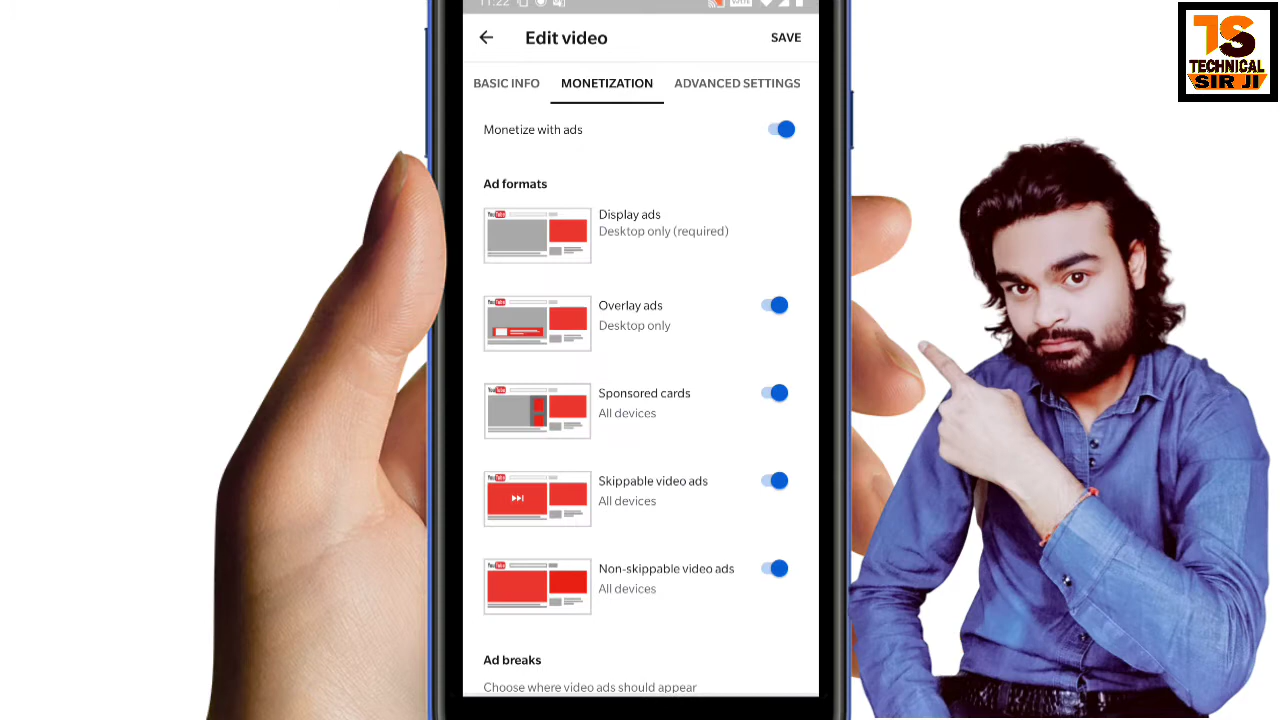 11:22
Edit video
SAVE
BASIC INFO
MONETIZATION
ADVANCED SETTINGS
Monetize with ads
Ad formats
Display ads
Desktop only (required)
Overlay ads
Desktop only
Sponsored cards
All devices
Skippable video ads
All devices
Non-skippable video ads
All devices
Ad breaks
Choose where video ads should appear
TS
TECHNICAL
SIR JI